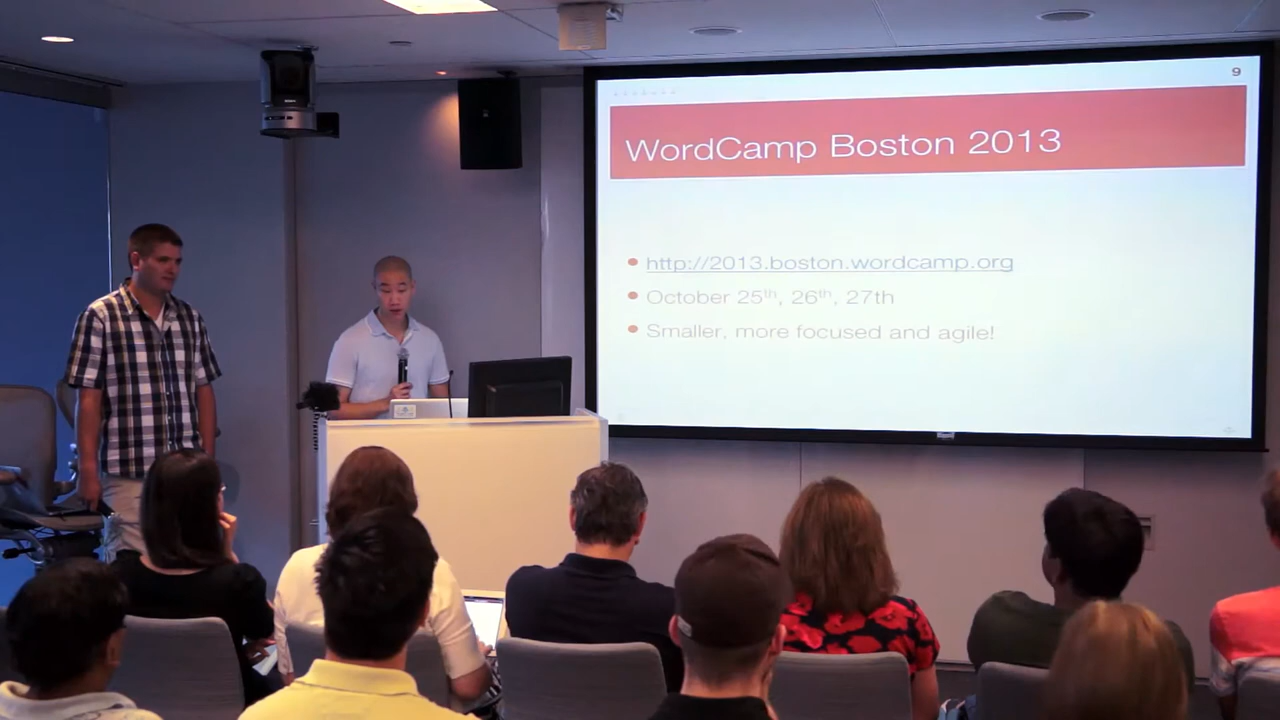 9
WordCamp Boston 2013
http://2013.boston.wordcamp.org
October 25th, 26th, 27th
Smaller, more focused and agile!